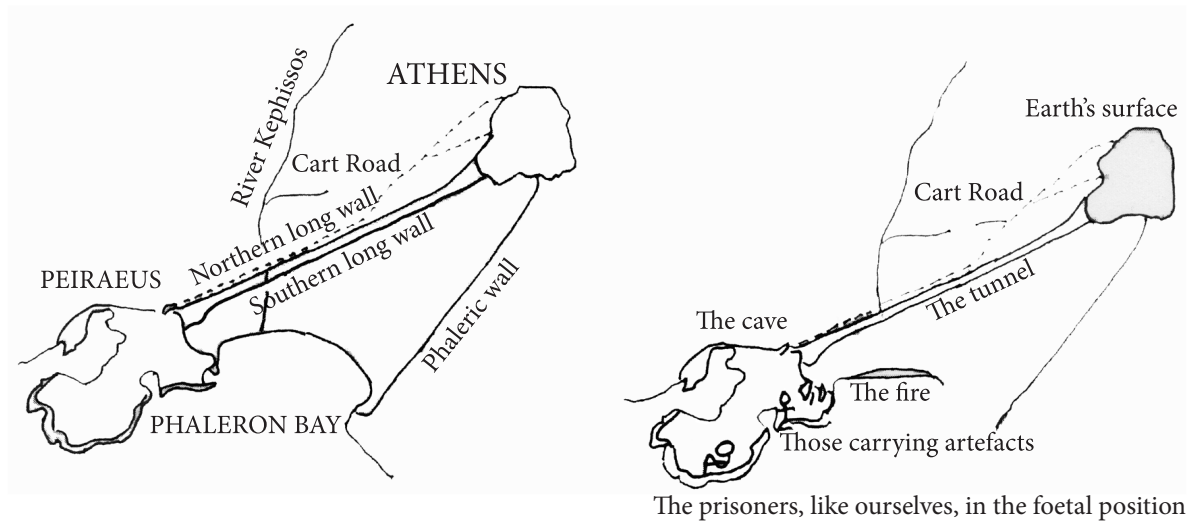 ATHENS
River Kephissos
Cart Road
Northern long wall
Southern long wall
PEIRAEUS
Phaleric wall
PHALERON BAY
Earth's surface
Cart Road
The tunnel
The cave
The fire
Those carrying artefacts
The prisoners, like ourselves, in the foetal position